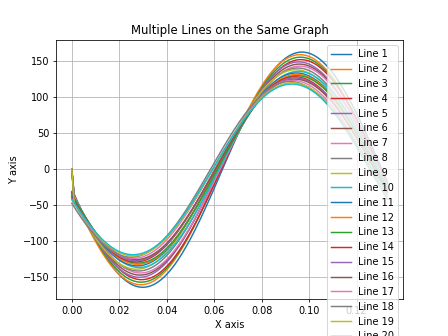 Multiple Lines on the Same Graph
Y axis
150
100
50
0
−50
−100
−150
0.00
0.02
0.04
0.06
0.08
0.10
X axis
Line 1
Line 2
Line 3
Line 4
Line 5
Line 6
Line 7
Line 8
Line 9
Line 10
Line 11
Line 12
Line 13
Line 14
Line 15
Line 16
Line 17
Line 18
Line 19
Line 20